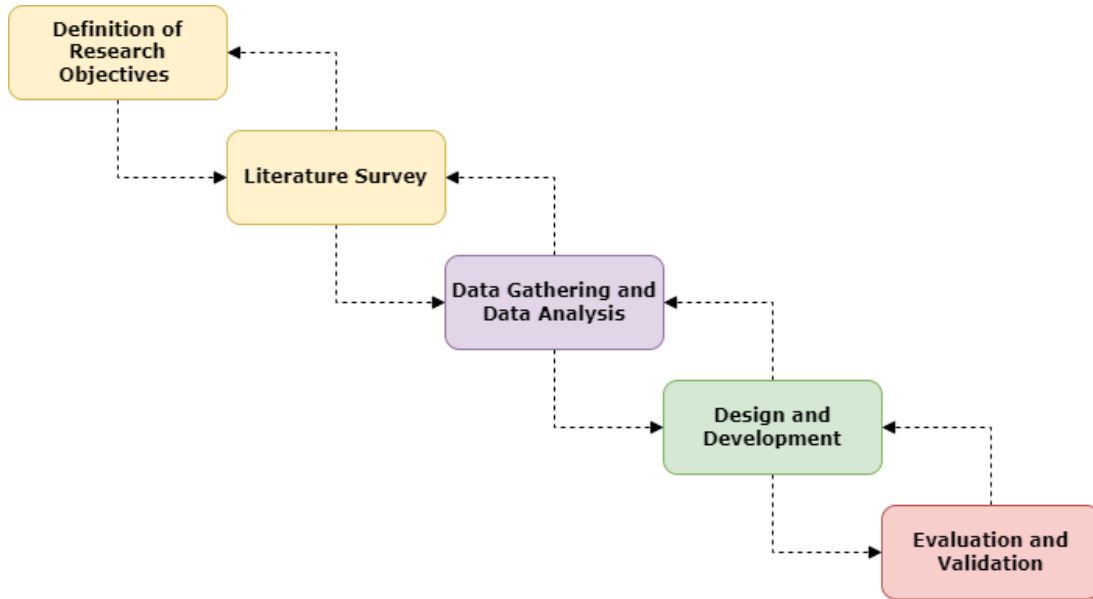 Definition of
Research
Objectives
Literature Survey
Data Gathering and
Data Analysis
Design and
Development
Evaluation and
Validation